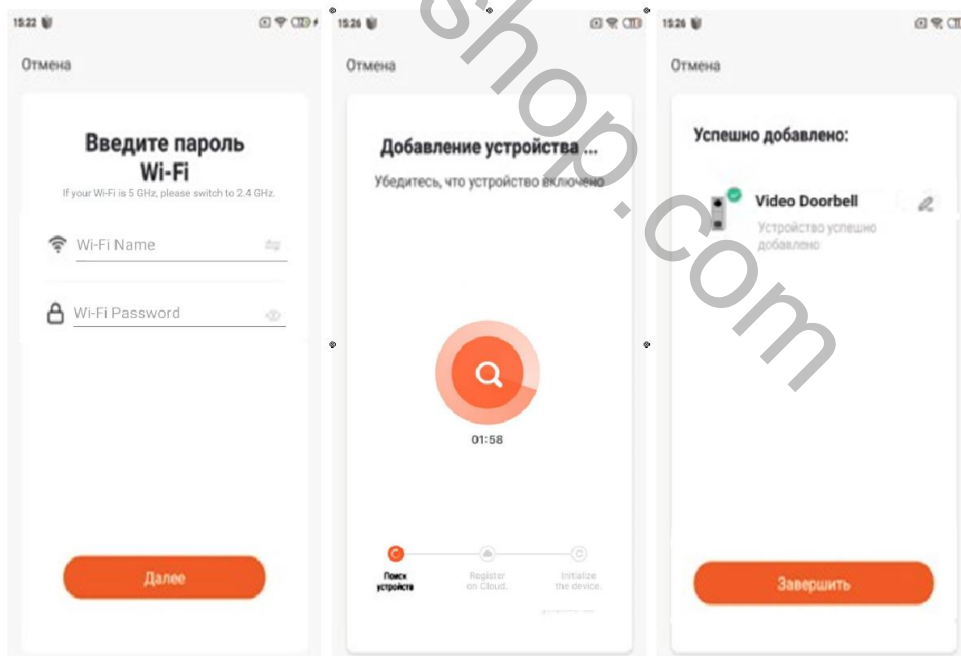 15:22
Отмена
Введите пароль
Wi-Fi
If your Wi-Fi is 5 GHz, please switch to 2.4 GHz.
Wi-Fi Name
Wi-Fi Password
Далее
15:26
Отмена
Добавление устройства ...
Убедитесь, что устройство включено
01:58
Поиск
устройств
Register
on Cloud.
Initialize
the device.
15:26
Отмена
Успешно добавлено:
Video Doorbell
Устройство успешно
добавлено
Завершить
shop.com